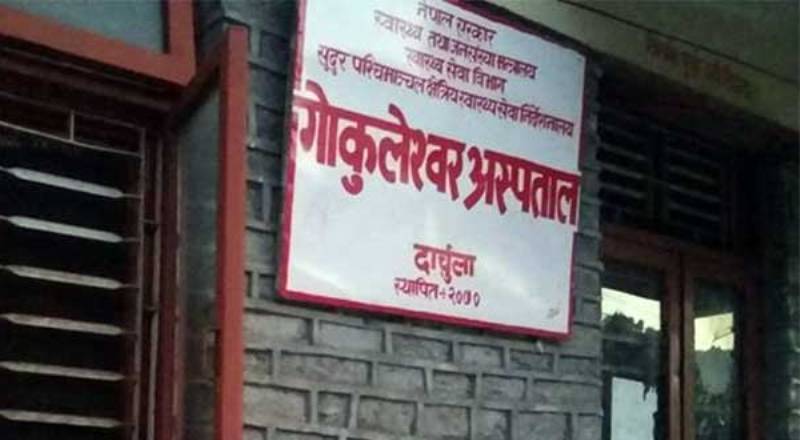 नेपाल सरकार
स्वास्थ्य तथा जनसंख्या मन्त्रालय
स्वास्थ्य सेवा विभाग
सुदुर पश्चिमाञ्चल क्षेत्रिय स्वास्थ्य सेवा निर्देशनालय
गोकुलेश्वर अस्पताल
दार्चुला
स्थापित÷२०७०